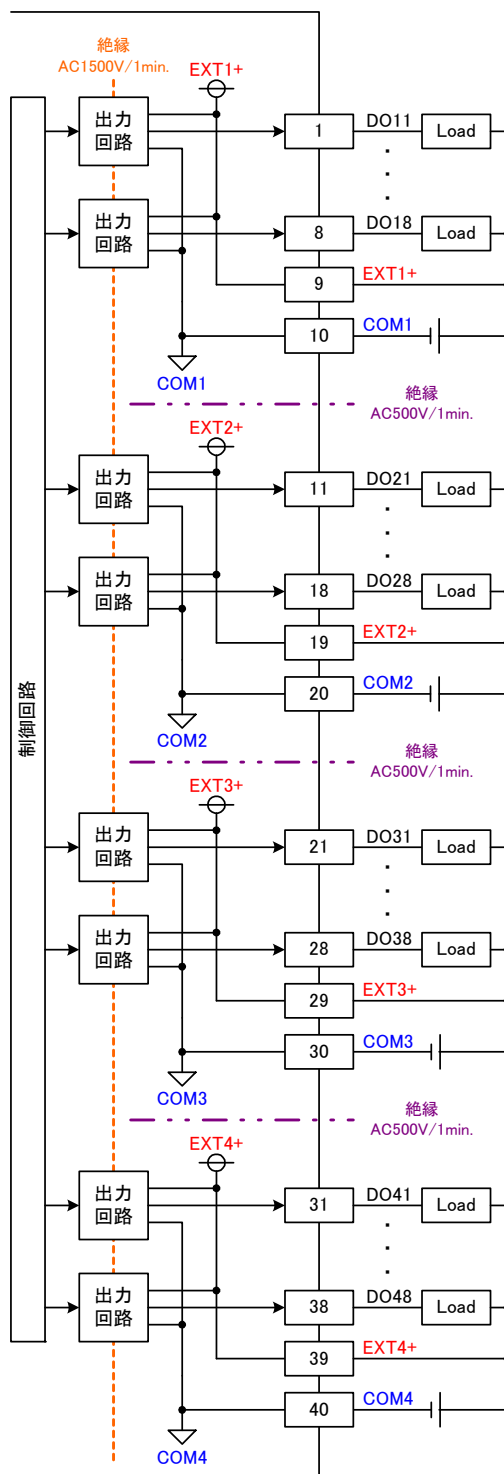 絶縁
AC1500V/1min.
EXT1+
出力
回路
1
DO11
Load
出力
回路
8
DO18
Load
9
EXT1+
10
COM1
COM1
絶縁
AC500V/1min.
EXT2+
出力
回路
11
DO21
Load
出力
回路
18
DO28
Load
19
EXT2+
20
COM2
COM2
制御回路
絶縁
AC500V/1min.
EXT3+
出力
回路
21
DO31
Load
出力
回路
28
DO38
Load
29
EXT3+
30
COM3
COM3
絶縁
AC500V/1min.
EXT4+
出力
回路
31
DO41
Load
出力
回路
38
DO48
Load
39
EXT4+
40
COM4
COM4